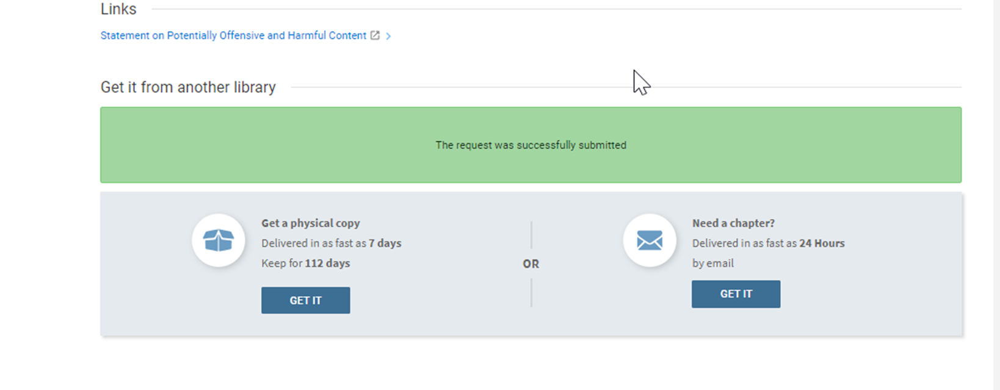 Links
Statement on Potentially Offensive and Harmful Content
Get it from another library
The request was successfully submitted
Get a physical copy
Delivered in as fast as 7 days
Keep for 112 days
GET IT
OR
Need a chapter?
Delivered in as fast as 24 Hours
by email
GET IT